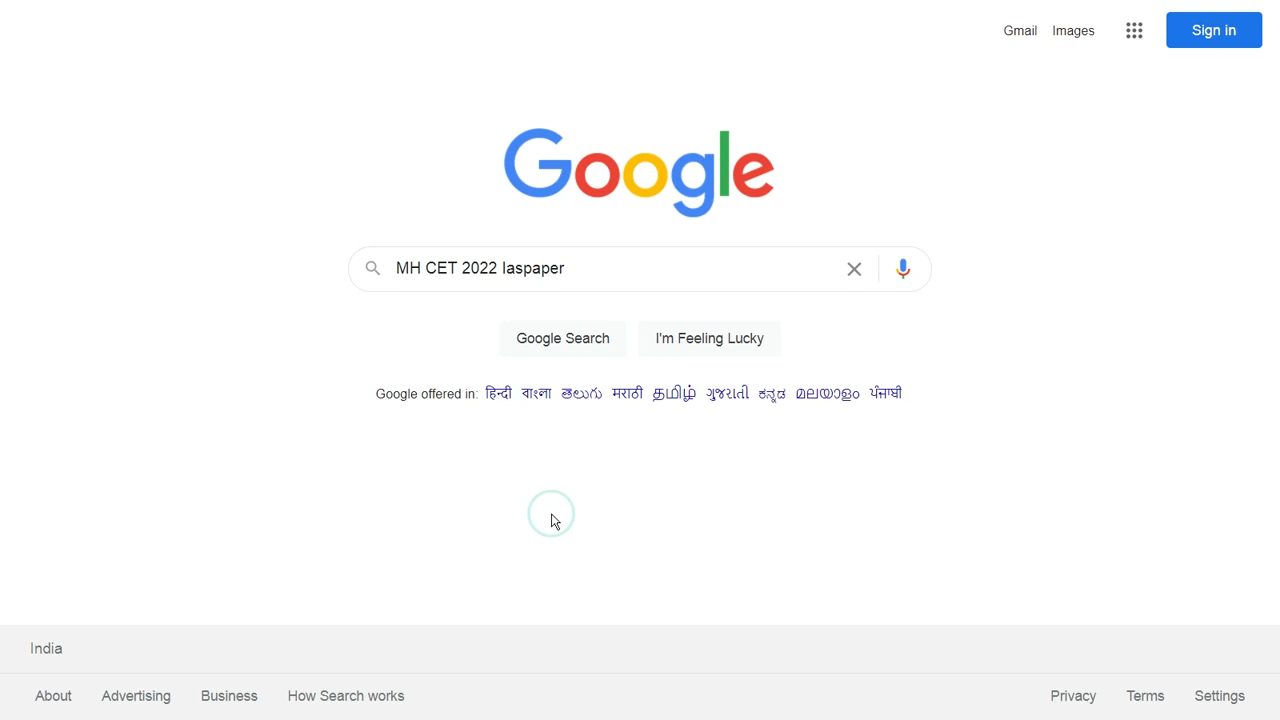 Gmail Images Sign in
Google
MH CET 2022 Iaspaper
Google Search I'm Feeling Lucky
Google offered in: हिन्दी বাংলা తెలుగు मराठी தமிழ் ગુજરાતી ಕನ್ನಡ മലയാളം ਪੰਜਾਬੀ
India
About Advertising Business How Search works Privacy Terms Settings